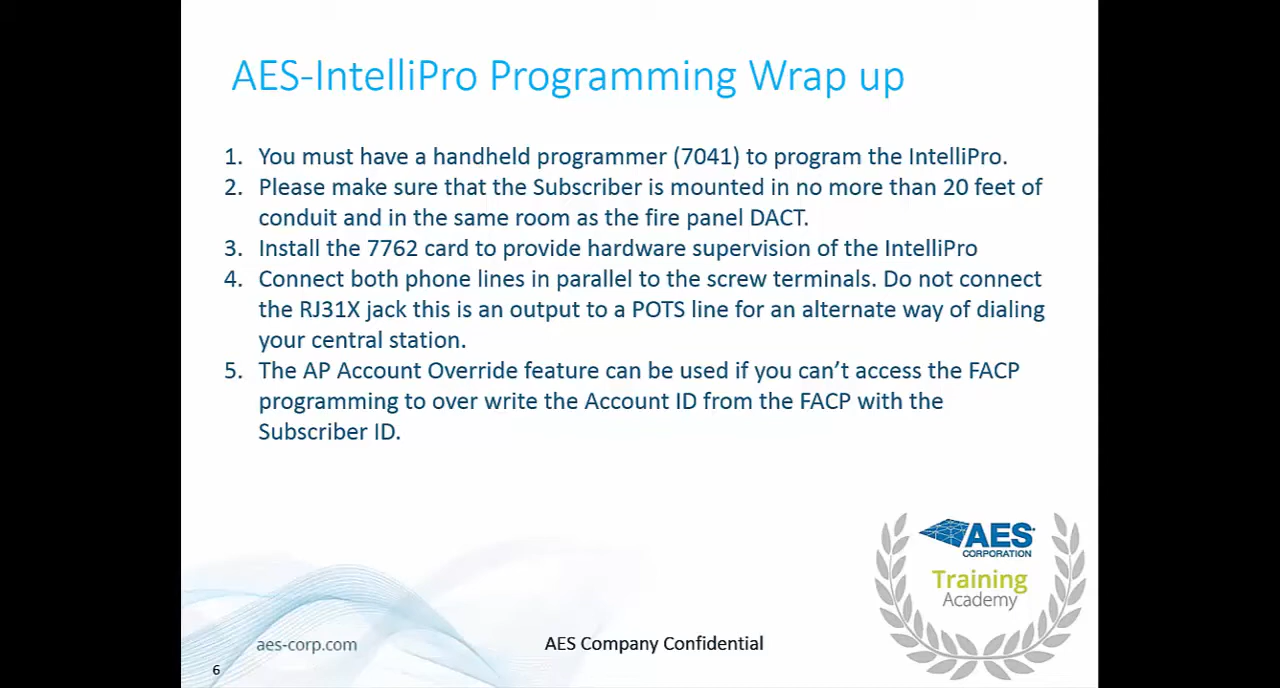 AES-IntelliPro Programming Wrap up
1. You must have a handheld programmer (7041) to program the IntelliPro.
2. Please make sure that the Subscriber is mounted in no more than 20 feet of
conduit and in the same room as the fire panel DACT.
3. Install the 7762 card to provide hardware supervision of the IntelliPro
4. Connect both phone lines in parallel to the screw terminals. Do not connect
the RJ31X jack this is an output to a POTS line for an alternate way of dialing
your central station.
5. The AP Account Override feature can be used if you can’t access the FACP
programming to over write the Account ID from the FACP with the
Subscriber ID.
AES
CORPORATION
Training
Academy
aes-corp.com
AES Company Confidential
6